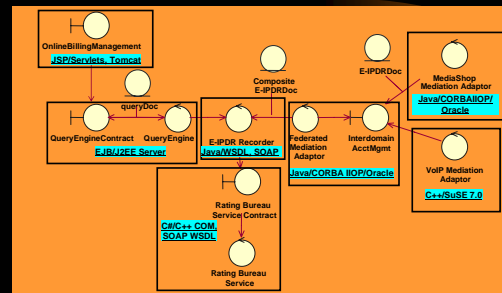 OnlineBillingManagement
JSP/Servlets, Tomcat
queryDoc
QueryEngineContract
QueryEngine
EJB/J2EE Server
Composite
E-IPDRDoc
E-IPDR Recorder
Java/WSDL, SOAP
Federated
Mediation
Adaptor
Interdomain
AcctMgmt
Java/CORBA IIOP/Oracle
E-IPDRDoc
MediaShop
Mediation Adaptor
Java/CORBAIIOP/
Oracle
VoIP Mediation
Adaptor
C++/SuSE 7.0
Rating Bureau
Service Contract
C#/C++ COM,
SOAP WSDL
Rating Bureau
Service